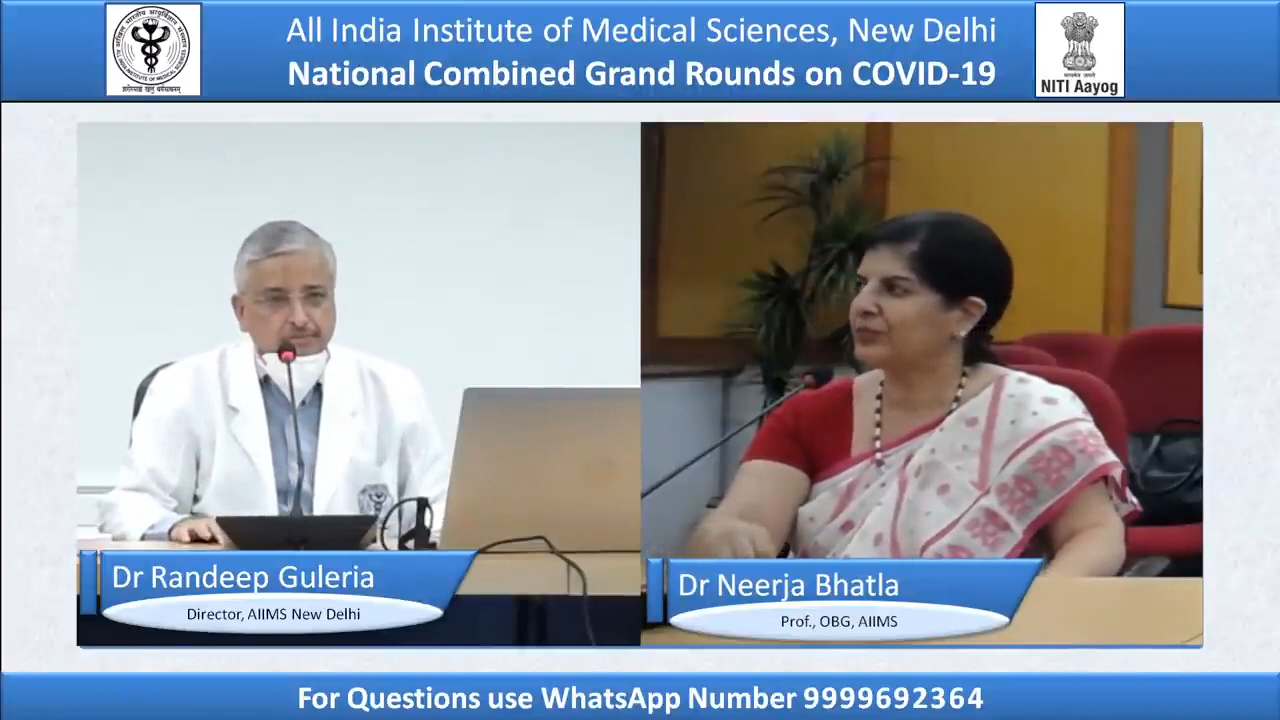 All India Institute of Medical Sciences, New Delhi
National Combined Grand Rounds on COVID-19
NITI Aayog
Dr Randeep Guleria
Director, AIIMS New Delhi
Dr Neerja Bhatla
Prof., OBG, AIIMS
For Questions use WhatsApp Number 9999692364